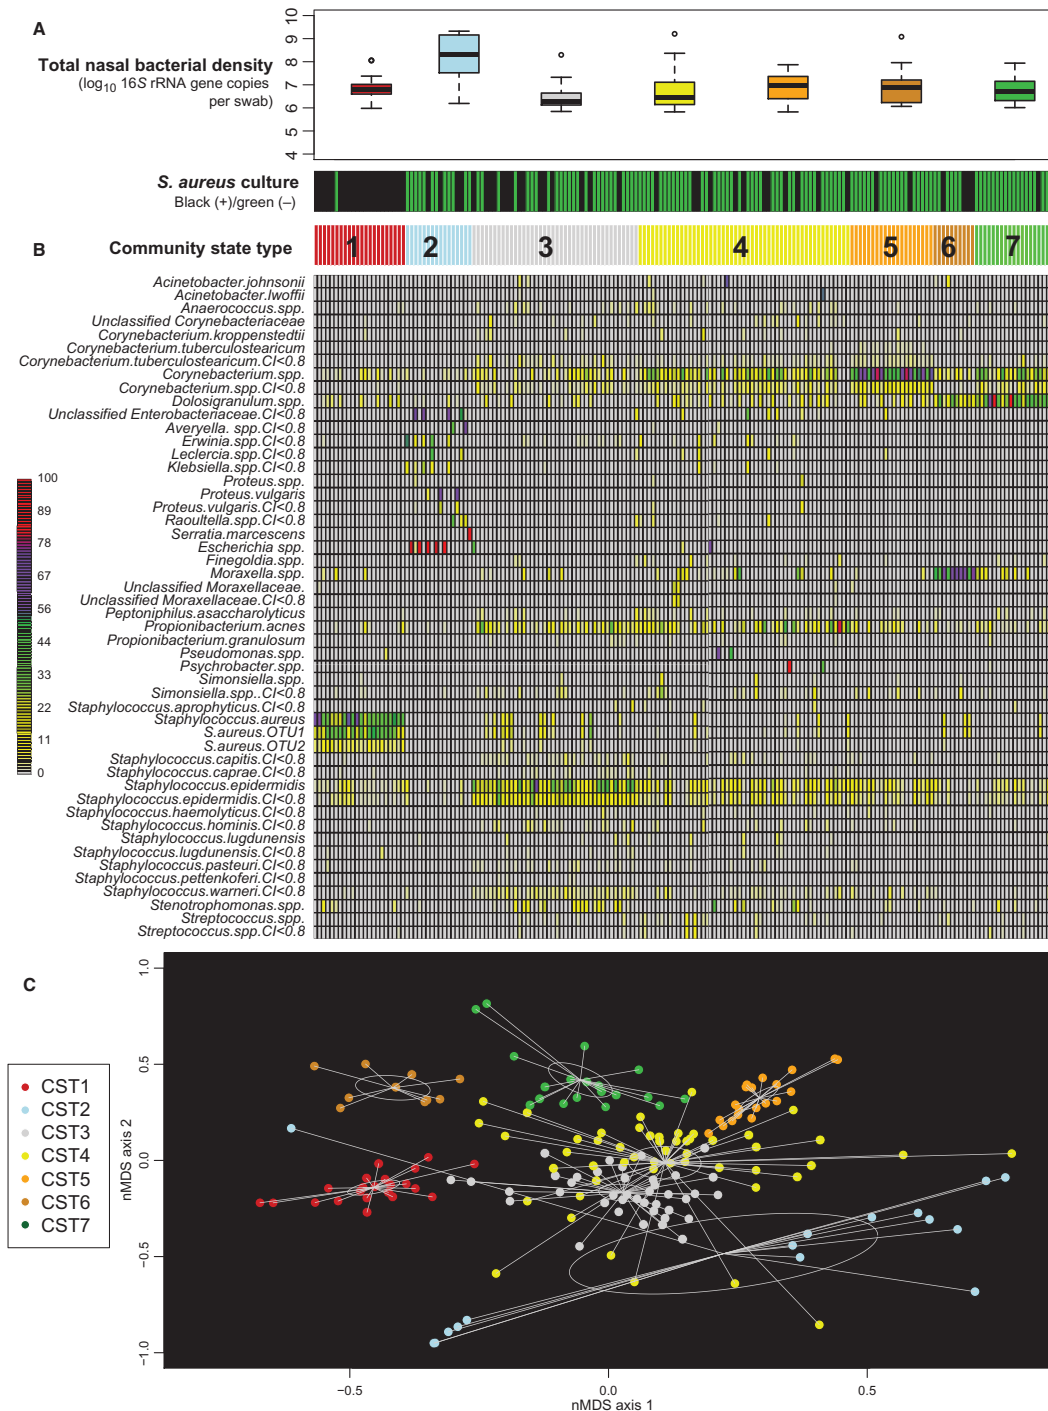 A
Total nasal bacterial density
(log10 16S rRNA gene copies
per swab)
10
9
8
7
6
5
4
S. aureus culture
Black (+)/green (–)
B
Community state type
1 2 3 4 5 6 7
Acinetobacter.johnsonii
Acinetobacter.lwoffii
Anaerococcus.spp.
Unclassified Corynebacteriaceae
Corynebacterium.kroppenstedtii
Corynebacterium.tuberculostearicum
Corynebacterium.tuberculostearicum.CI<0.8
Corynebacterium.spp.
Corynebacterium.spp.CI<0.8
Dolosigranulum.spp.
Unclassified Enterobacteriaceae.CI<0.8
Averyella. spp.CI<0.8
Erwinia.spp.CI<0.8
Leclercia.spp.CI<0.8
Klebsiella.spp.CI<0.8
Proteus.spp.
Proteus.vulgaris
Proteus.vulgaris.CI<0.8
Raoultella.spp.CI<0.8
Serratia.marcescens
Escherichia spp.
Finegoldia.spp.
Moraxella.spp.
Unclassified Moraxellaceae.
Unclassified Moraxellaceae.CI<0.8
Peptoniphilus.asaccharolyticus
Propionibacterium.acnes
Propionibacterium.granulosum
Pseudomonas.spp.
Psychrobacter.spp.
Simonsiella.spp.
Simonsiella.spp..CI<0.8
Staphylococcus.aprophyticus.CI<0.8
Staphylococcus.aureus
S.aureus.OTU1
S.aureus.OTU2
Staphylococcus.capitis.CI<0.8
Staphylococcus.caprae.CI<0.8
Staphylococcus.epidermidis
Staphylococcus.epidermidis.CI<0.8
Staphylococcus.haemolyticus.CI<0.8
Staphylococcus.hominis.CI<0.8
Staphylococcus.lugdunensis
Staphylococcus.lugdunensis.CI<0.8
Staphylococcus.pasteuri.CI<0.8
Staphylococcus.pettenkoferi.CI<0.8
Staphylococcus.warneri.CI<0.8
Stenotrophomonas.spp.
Streptococcus.spp.
Streptococcus.spp.CI<0.8
100
89
78
67
56
44
33
22
11
0
C
CST1
CST2
CST3
CST4
CST5
CST6
CST7
nMDS axis 2
1.0
0.5
0.0
−0.5
−1.0
−0.5 0.0 0.5
nMDS axis 1